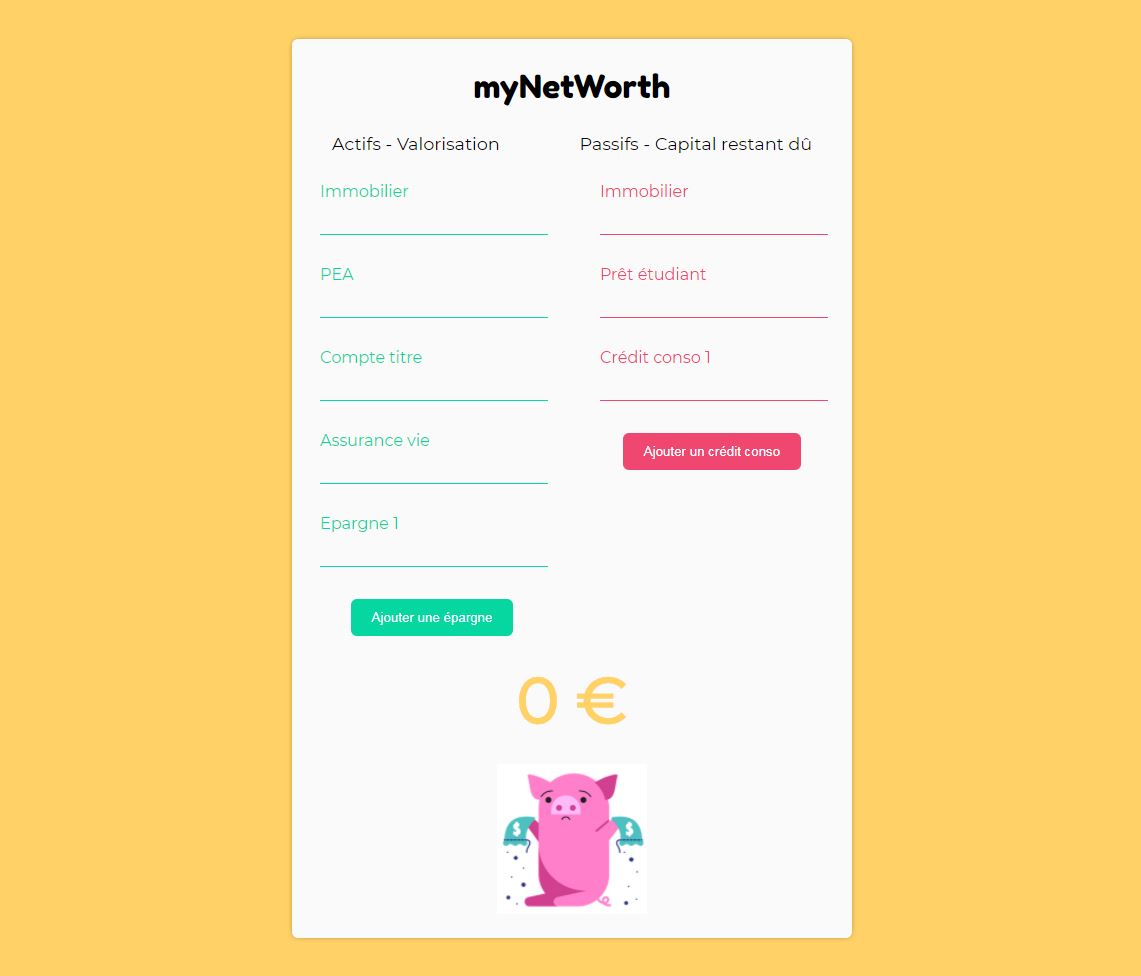 myNetWorth
Actifs - Valorisation
Passifs - Capital restant dû
Immobilier
PEA
Compte titre
Assurance vie
Epargne 1
Ajouter une épargne
Immobilier
Prêt étudiant
Crédit conso 1
Ajouter un crédit conso
0 €
$
$